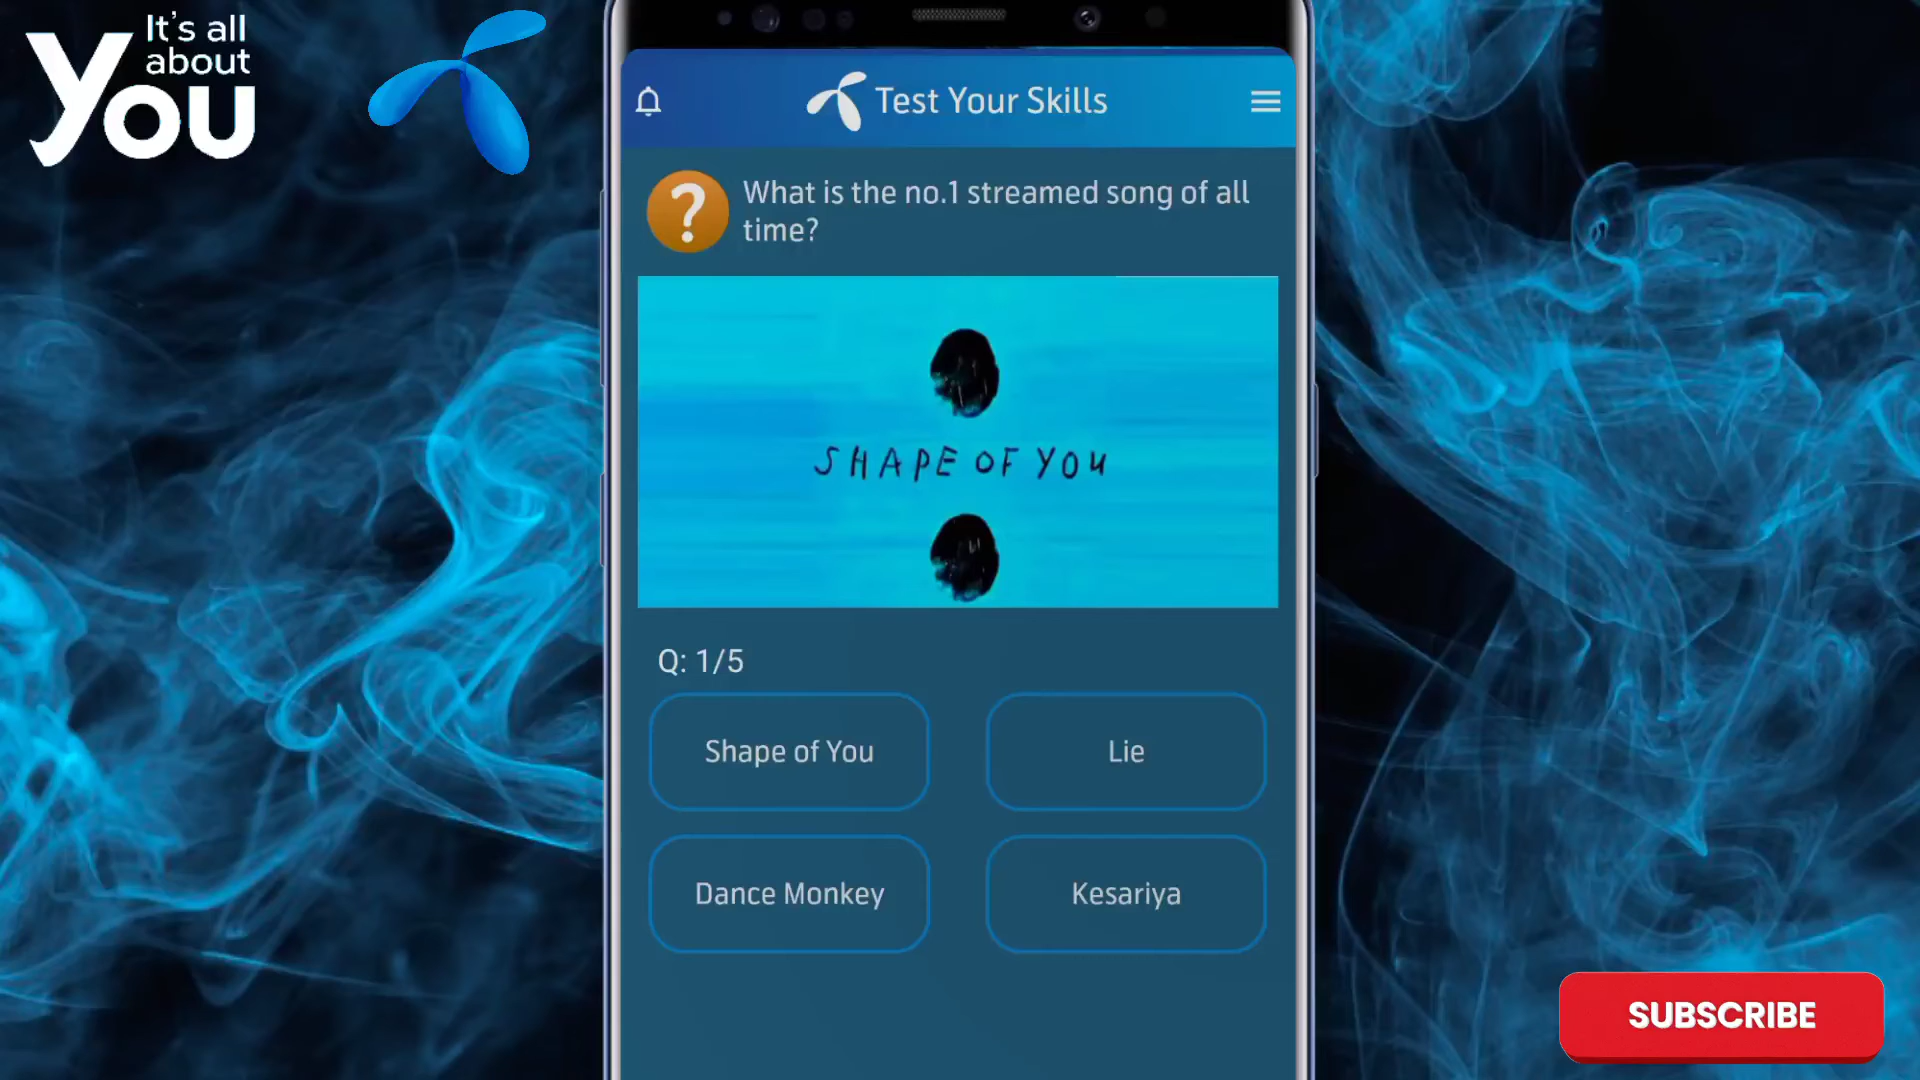 It's all
about
You
Test Your Skills
?
What is the no.1 streamed song of all
time?
SHAPE OF YOU
Q: 1/5
Shape of You
Lie
Dance Monkey
Kesariya
SUBSCRIBE